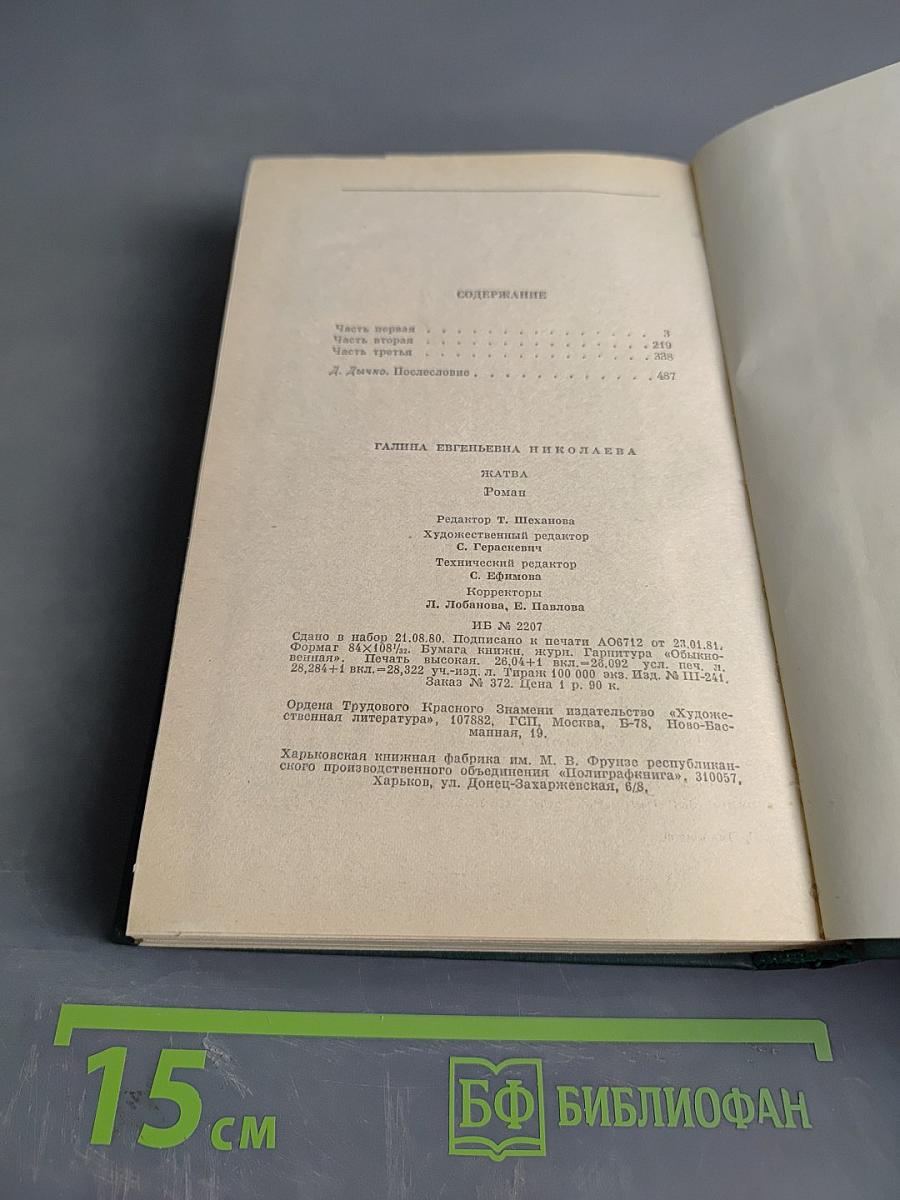 СОДЕРЖАНИЕ
Часть первая . . . . . . . . . . . . . . . 3
Часть вторая . . . . . . . . . . . . . . . 219
Часть третья . . . . . . . . . . . . . . . 338
Д. Дычко. Послесловие . . . . . . . . . . . . 487
ГАЛИНА ЕВГЕНЬЕВНА НИКОЛАЕВА
ЖАТВА
Роман
Редактор Т. Шеханова
Художественный редактор
С. Гераскевич
Технический редактор
С. Ефимова
Корректоры
Л. Лобанова, Е. Павлова
ИБ № 2207
Сдано в набор 21.08.80. Подписано к печати АО6712 от 23.01.81.
Формат 84×108¹/₃₂. Бумага книжн. журн. Гарнитура «Обыкно-
венная». Печать высокая. 26,04+1 вкл.=26,092 усл. печ. л.
28,284+1 вкл.=28,322 уч.-изд. л. Тираж 100 000 экз. Изд. № III-241.
Заказ № 372. Цена 1 р. 90 к.
Ордена Трудового Красного Знамени издательство «Художе-
ственная литература», 107882, ГСП, Москва, Б-78, Ново-Бас-
манная, 19.
Харьковская книжная фабрика им. М. В. Фрунзе республикан-
ского производственного объединения «Полиграфкнига», 310057,
Харьков, ул. Донец-Захаржевская, 6/8,
15 см
БФ БИБЛИОФАН